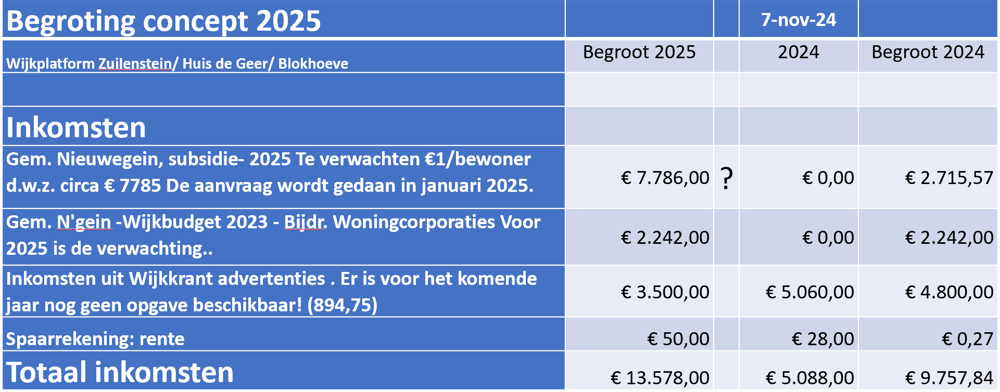 Begroting concept 2025 7-nov-24
Wijkplatform Zuilenstein/ Huis de Geer/ Blokhoeve Begroot 2025 2024 Begroot 2024
Inkomsten
Gem. Nieuwegein, subsidie- 2025 Te verwachten €1/bewoner
d.w.z. circa € 7785 De aanvraag wordt gedaan in januari 2025. € 7.786,00 ? € 0,00 € 2.715,57
Gem. N'gein -Wijkbudget 2023 - Bijdr. Woningcorporaties Voor
2025 is de verwachting.. € 2.242,00 € 0,00 € 2.242,00
Inkomsten uit Wijkkrant advertenties . Er is voor het komende
jaar nog geen opgave beschikbaar! (894,75) € 3.500,00 € 5.060,00 € 4.800,00
Spaarrekening: rente € 50,00 € 28,00 € 0,27
Totaal inkomsten € 13.578,00 € 5.088,00 € 9.757,84